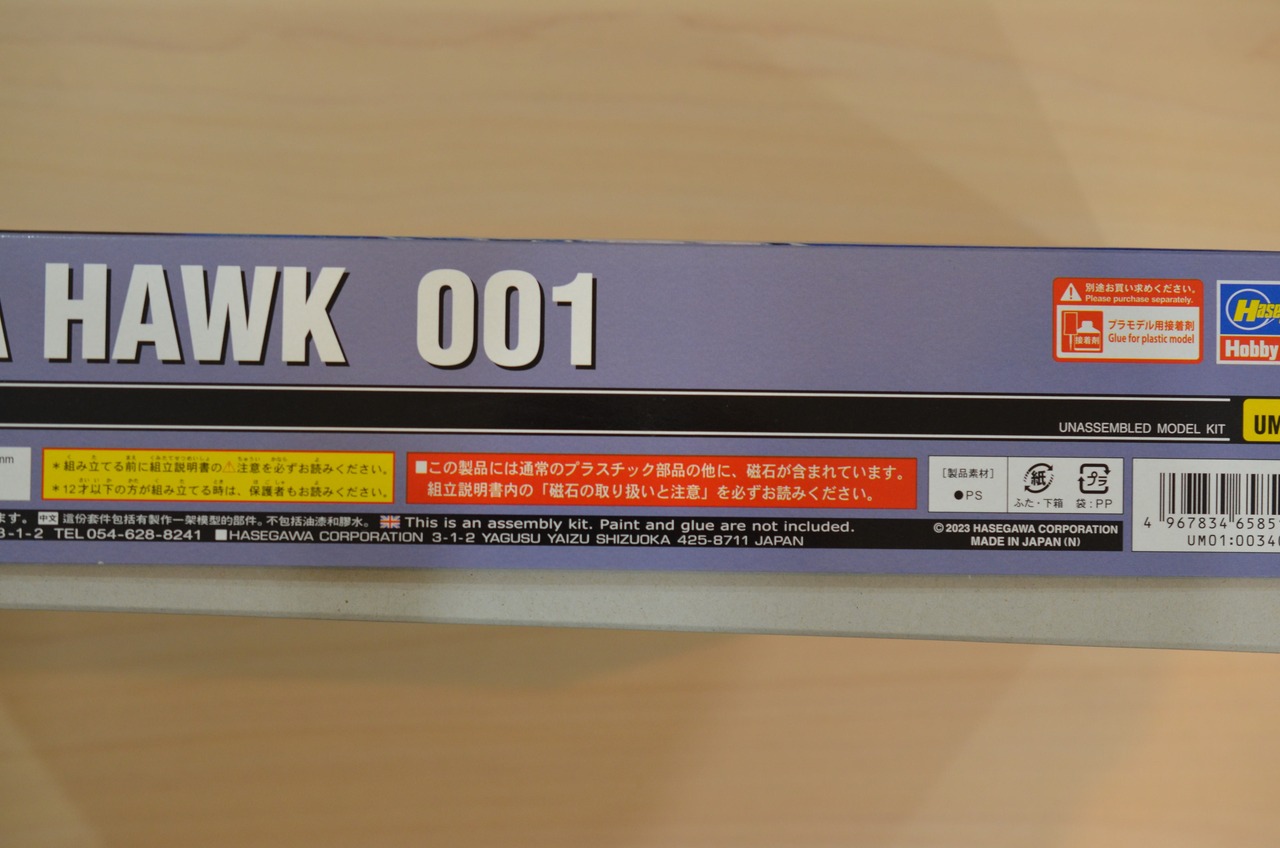 HAWK 001
別途お買い求めください。
Please purchase separately.
接着剤
プラモデル用接着剤
Glue for plastic model
Hase
Hobby
UNASSEMBLED MODEL KIT
UM
mm
＊組み立てる前に組立説明書の⚠注意を必ずお読みください。
＊12才以下の方が組み立てる時は、保護者もお読みください。
■この製品には通常のプラスチック部品の他に、磁石が含まれています。
組立説明書内の「磁石の取り扱いと注意」を必ずお読みください。
[製品素材]
●PS
紙
ふた・下箱
プラ
袋:PP
ます。 中文 這份套件包括有製作一架模型的部件。不包括油漆和膠水。 This is an assembly kit. Paint and glue are not included.
3-1-2 TEL 054-628-8241 ■HASEGAWA CORPORATION 3-1-2 YAGUSU YAIZU SHIZUOKA 425-8711 JAPAN
© 2023 HASEGAWA CORPORATION
MADE IN JAPAN (N)
4 967834 65857
UM01:00340